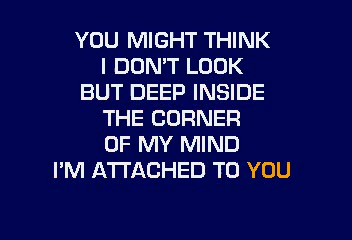 YOU MIGHT THINK
I DON'T LOOK
BUT DEEP INSIDE
THE CORNER
OF MY MIND
I'M ATTACHED TO YOU